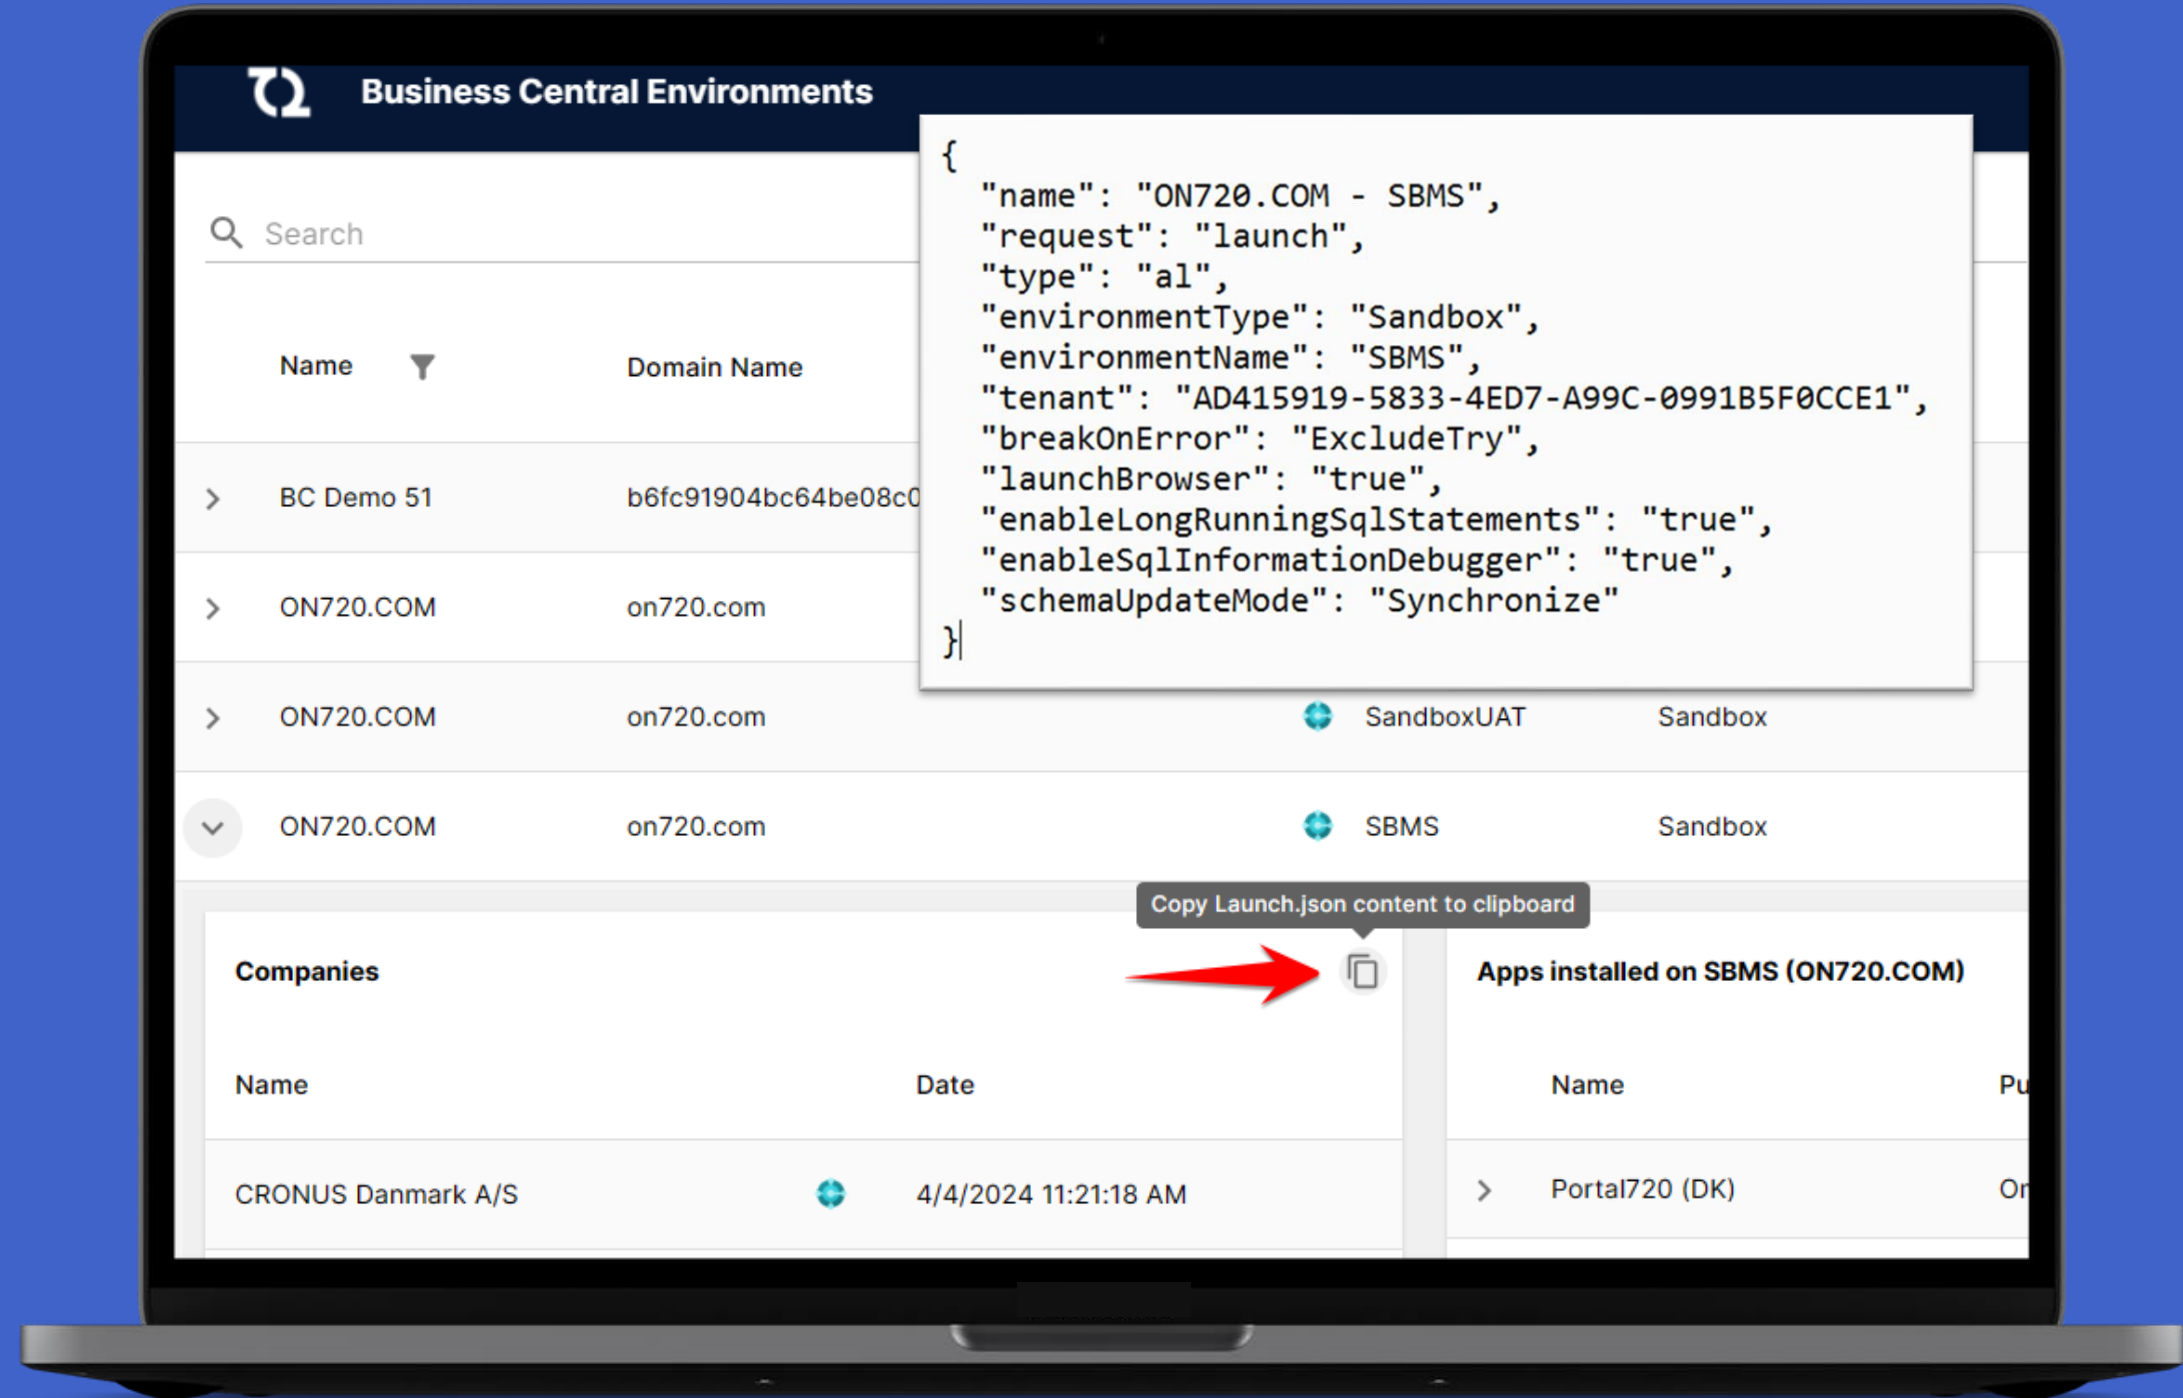 Business Central Environments
{
"name": "ON720.COM - SBMS",
"request": "launch",
"type": "al",
"environmentType": "Sandbox",
"environmentName": "SBMS",
"tenant": "AD415919-5833-4ED7-A99C-0991B5F0CCE1",
"breakOnError": "ExcludeTry",
"launchBrowser": "true",
"enableLongRunningSqlStatements": "true",
"enableSqlInformationDebugger": "true",
"schemaUpdateMode": "Synchronize"
}
Search
Name Domain Name
BC Demo 51 b6fc91904bc64be08c0
ON720.COM on720.com
ON720.COM on720.com SandboxUAT Sandbox
ON720.COM on720.com SBMS Sandbox
Copy Launch.json content to clipboard
Companies
Name Date
CRONUS Danmark A/S 4/4/2024 11:21:18 AM
Apps installed on SBMS (ON720.COM)
Name Pu
Portal720 (DK) On